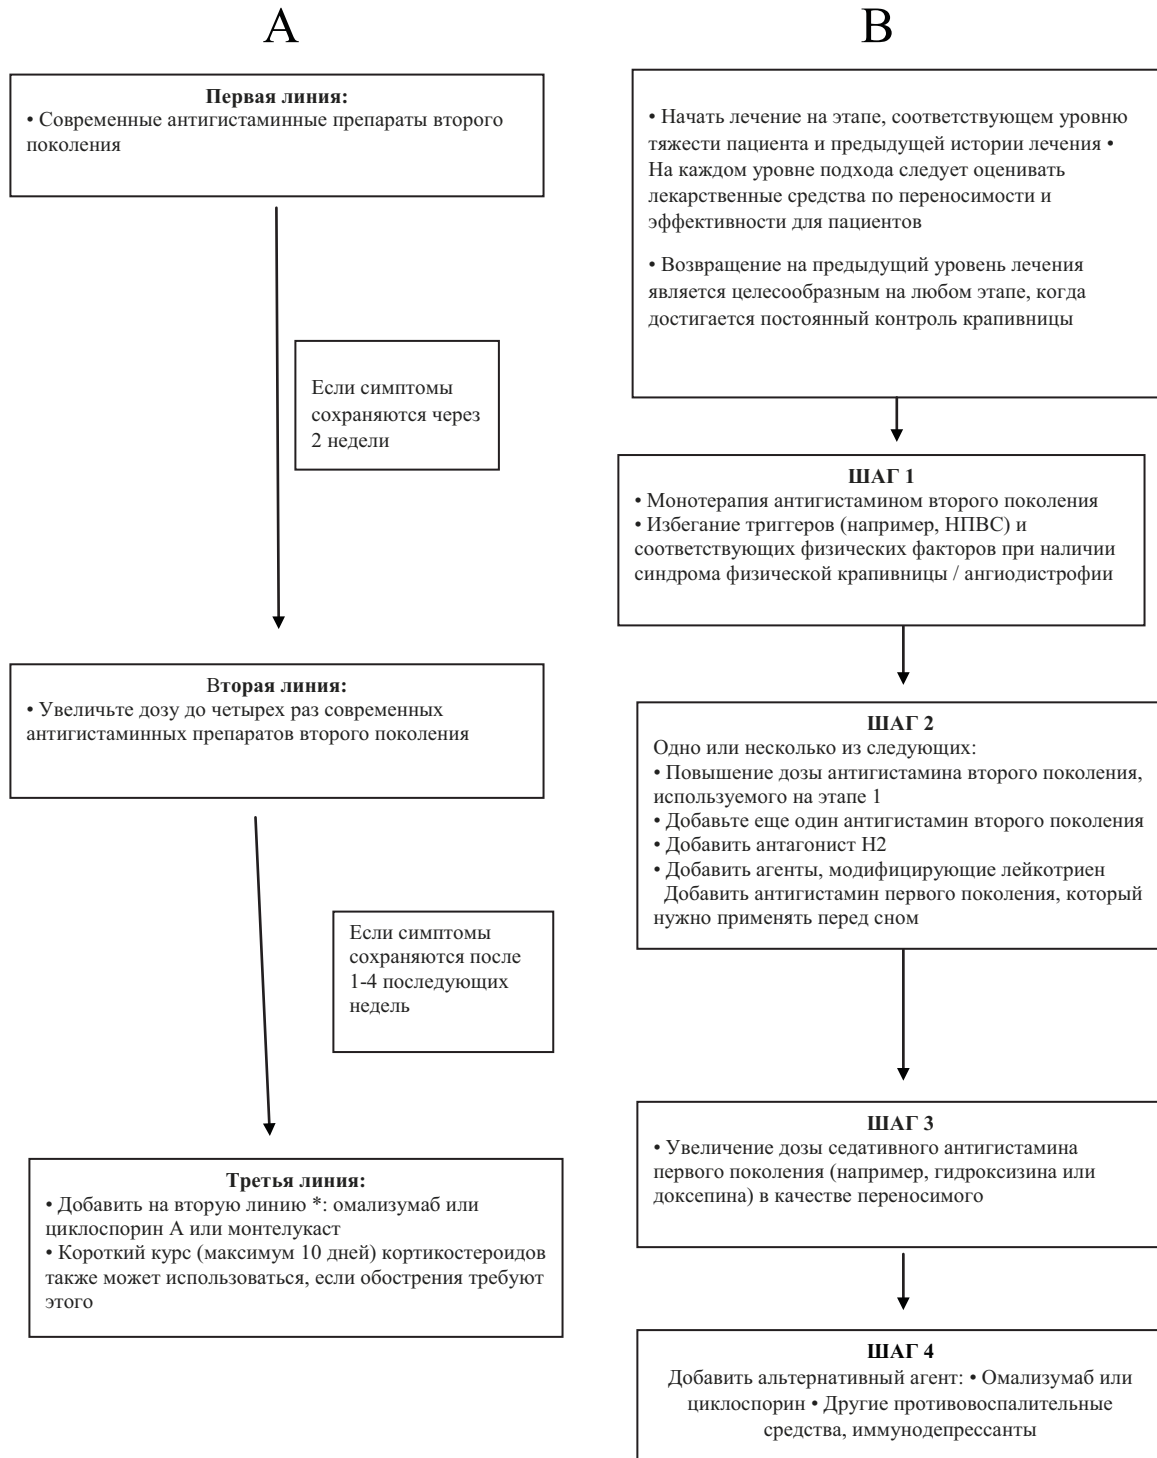 A
Первая линия:
• Современные антигистаминные препараты второго
поколения
Если симптомы
сохраняются через
2 недели
Вторая линия:
• Увеличьте дозу до четырех раз современных
антигистаминных препаратов второго поколения
Если симптомы
сохраняются после
1-4 последующих
недель
Третья линия:
• Добавить на вторую линию *: омализумаб или
циклоспорин А или монтелукаст
• Короткий курс (максимум 10 дней) кортикостероидов
также может использоваться, если обострения требуют
этого
B
• Начать лечение на этапе, соответствующем уровню
тяжести пациента и предыдущей истории лечения •
На каждом уровне подхода следует оценивать
лекарственные средства по переносимости и
эффективности для пациентов
• Возвращение на предыдущий уровень лечения
является целесообразным на любом этапе, когда
достигается постоянный контроль крапивницы
ШАГ 1
• Монотерапия антигистамином второго поколения
• Избегание триггеров (например, НПВС) и
соответствующих физических факторов при наличии
синдрома физической крапивницы / ангиодистрофии
ШАГ 2
Одно или несколько из следующих:
• Повышение дозы антигистамина второго поколения,
используемого на этапе 1
• Добавьте еще один антигистамин второго поколения
• Добавить антагонист H2
• Добавить агенты, модифицирующие лейкотриен
Добавить антигистамин первого поколения, который
нужно применять перед сном
ШАГ 3
• Увеличение дозы седативного антигистамина
первого поколения (например, гидроксизина или
доксепина) в качестве переносимого
ШАГ 4
Добавить альтернативный агент: • Омализумаб или
циклоспорин • Другие противовоспалительные
средства, иммунодепрессанты